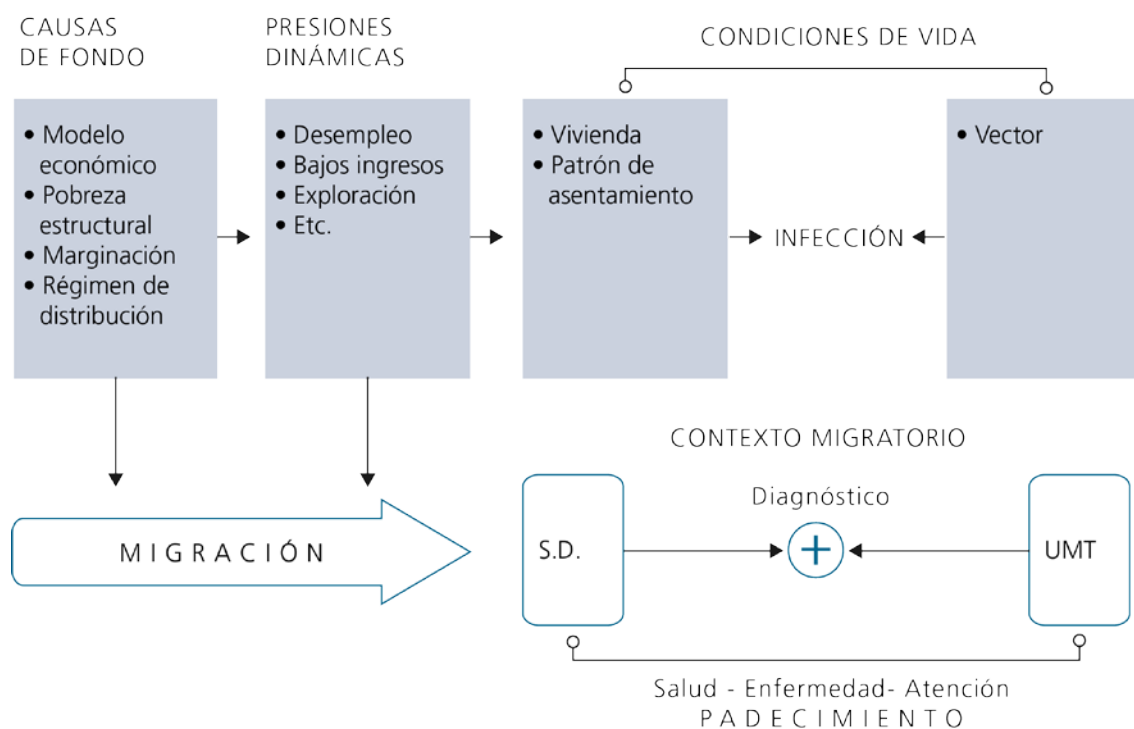 CAUSAS
DE FONDO
PRESIONES
DINÁMICAS
CONDICIONES DE VIDA
• Modelo
económico
• Pobreza
estructural
• Marginación
• Régimen de
distribución
• Desempleo
• Bajos ingresos
• Exploración
• Etc.
• Vivienda
• Patrón de
asentamiento
INFECCIÓN
• Vector
MIGRACIÓN
CONTEXTO MIGRATORIO
S.D.
Diagnóstico
+
UMT
Salud - Enfermedad- Atención
PADECIMIENTO